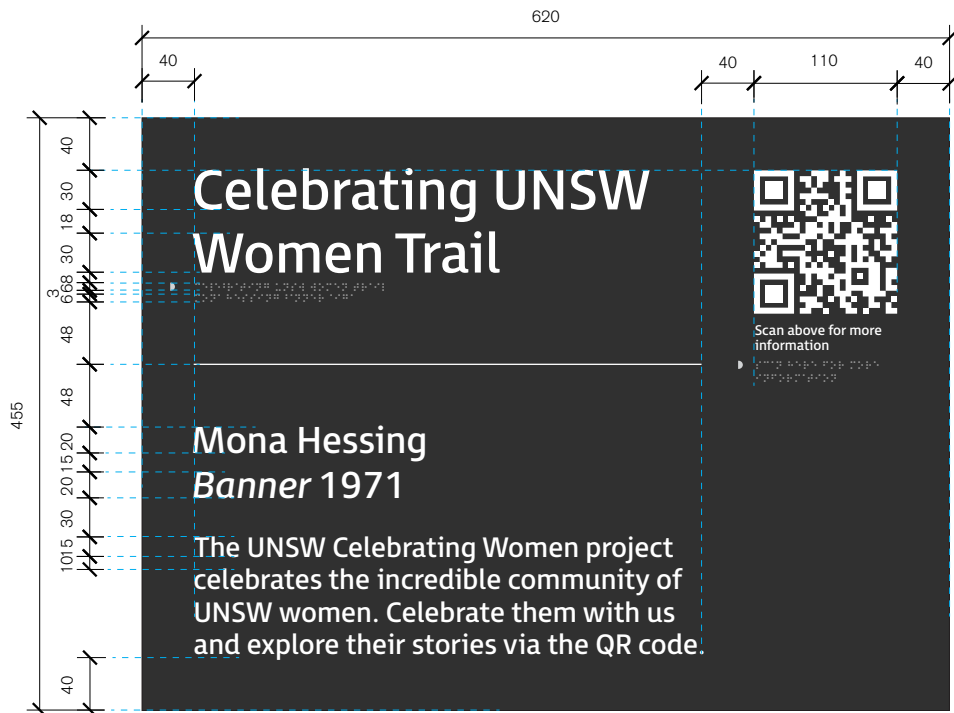 620
40
40
110
40
455
40
30
18
30
8
6
3
6
48
48
20
15
20
30
15
10
40
Celebrating UNSW
Women Trail
Scan above for more
information
Mona Hessing
Banner 1971
The UNSW Celebrating Women project
celebrates the incredible community of
UNSW women. Celebrate them with us
and explore their stories via the QR code.